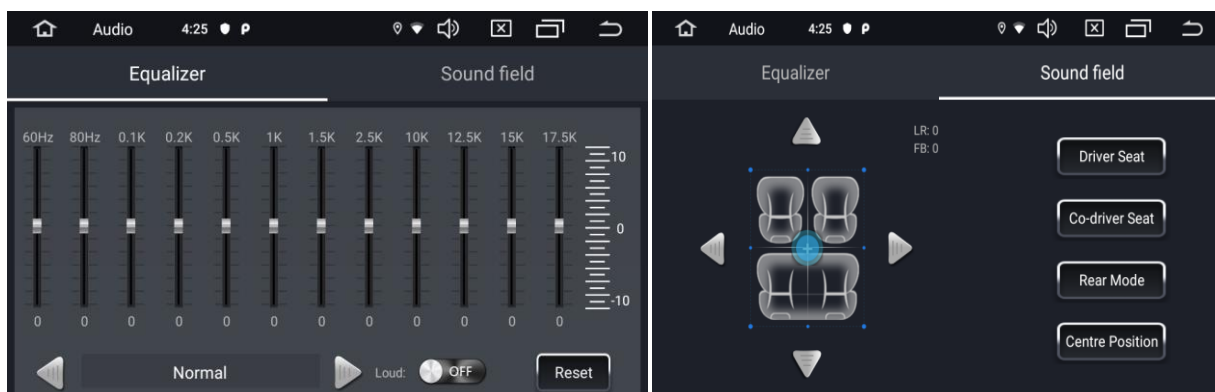 Audio 4:25 P
Equalizer Sound field
60Hz 80Hz 0.1K 0.2K 0.5K 1K 1.5K 2.5K 10K 12.5K 15K 17.5K
10
0
-10
0 0 0 0 0 0 0 0 0 0 0 0
Normal Loud: OFF Reset
Audio 4:25 P
Equalizer Sound field
LR: 0
FB: 0
Driver Seat
Co-driver Seat
Rear Mode
Centre Position